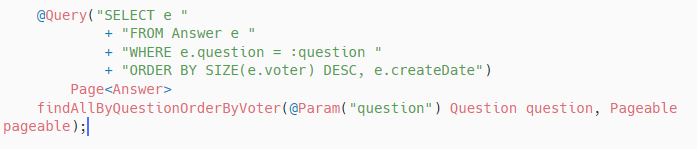 @Query("SELECT e "
+ "FROM Answer e "
+ "WHERE e.question = :question "
+ "ORDER BY SIZE(e.voter) DESC, e.createDate")
Page<Answer>
findAllByQuestionOrderByVoter(@Param("question") Question question, Pageable
pageable);